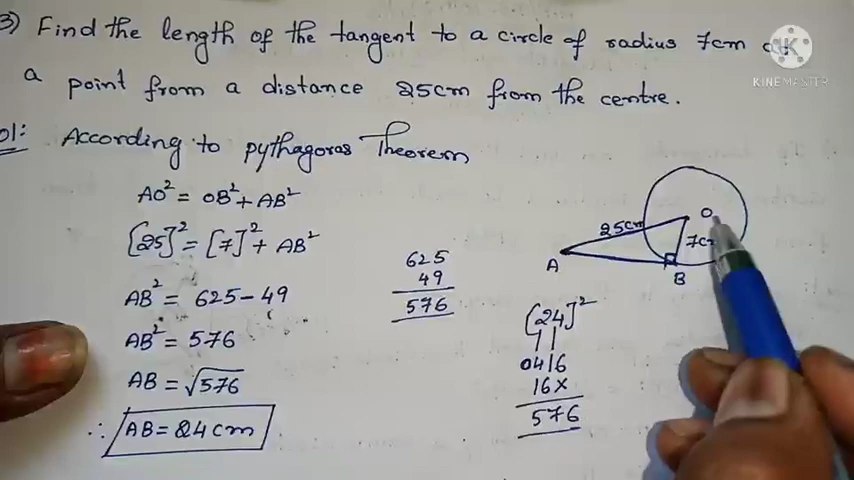 3) Find the length of the tangent to a circle of radius 7cm
a point from a distance 25cm from the centre.
ol: According to pythagoras Theorem
AO² = OB² + AB²
[25]² = [7]² + AB²
AB² = 625-49
AB² = 576
AB = √576
∴ AB = 24cm
625
49
576
[24]²
0416
16×
576
25cm
O
7c
A
B
KINEMASTER